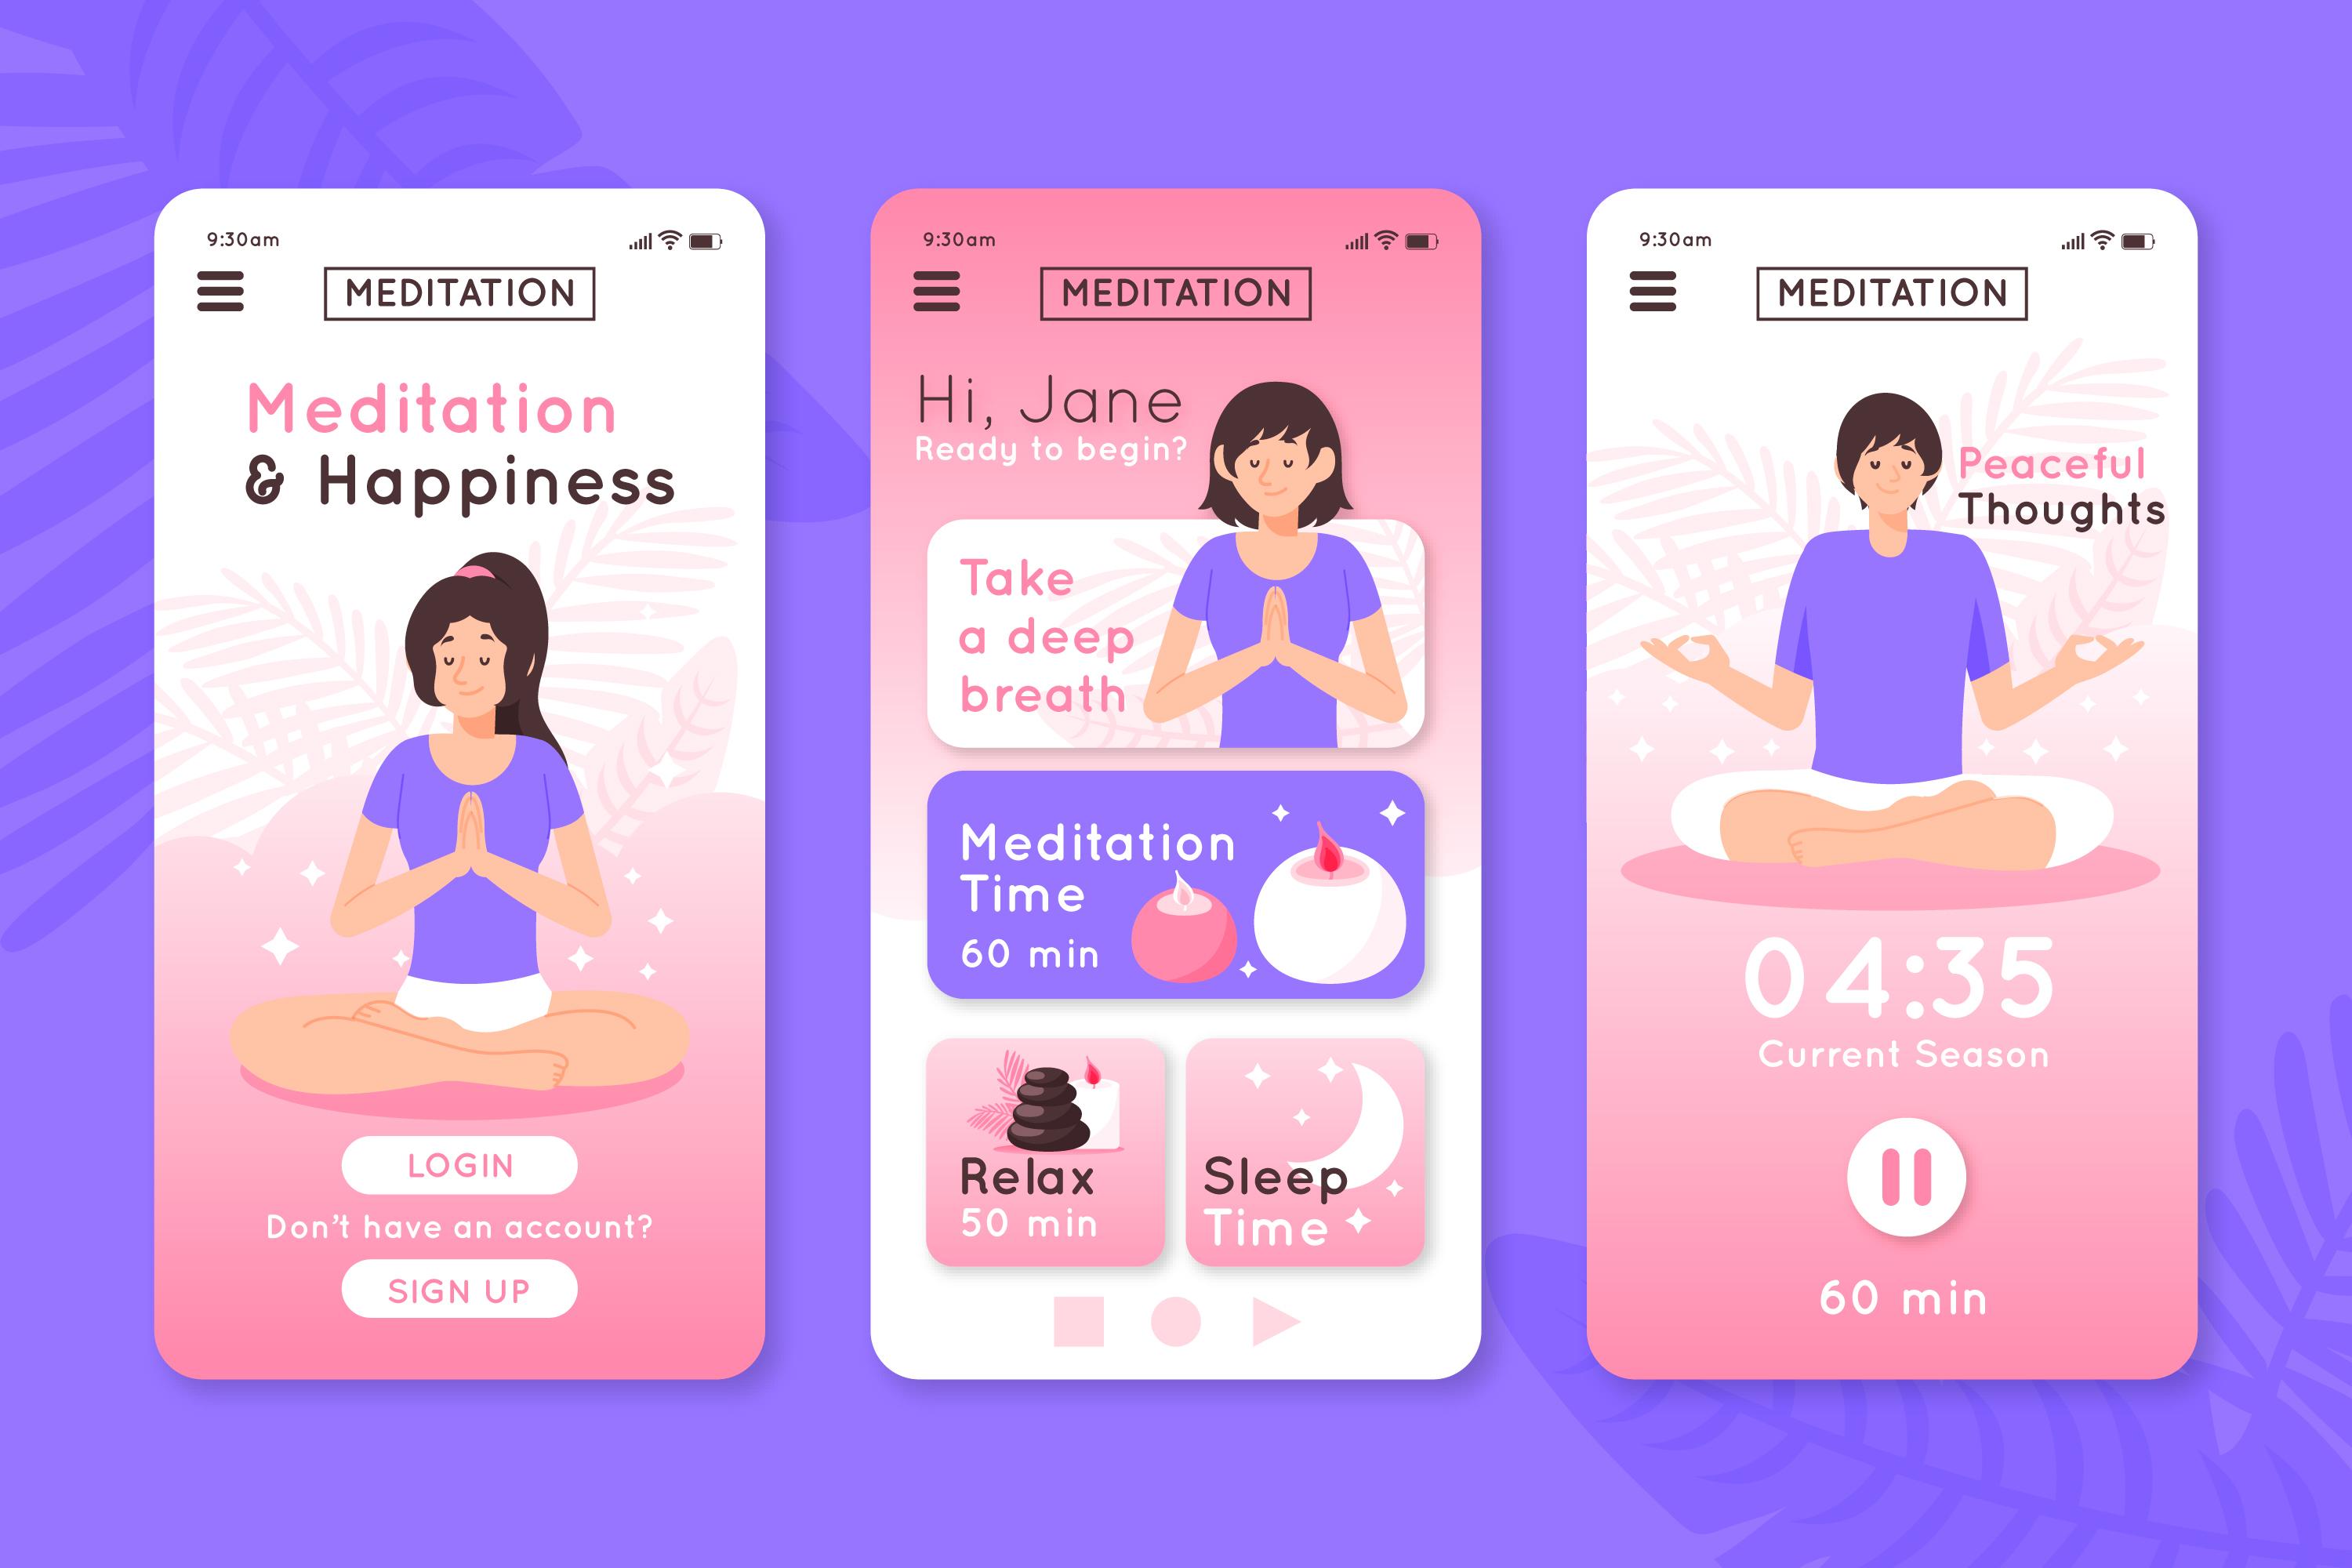 9:30am
MEDITATION
Meditation
& Happiness
LOGIN
Don't have an account?
SIGN UP
9:30am
MEDITATION
Hi, Jane
Ready to begin?
Take
a deep
breath
Meditation
Time
60 min
Relax
50 min
Sleep
Time
9:30am
MEDITATION
Peaceful
Thoughts
04:35
Current Season
60 min